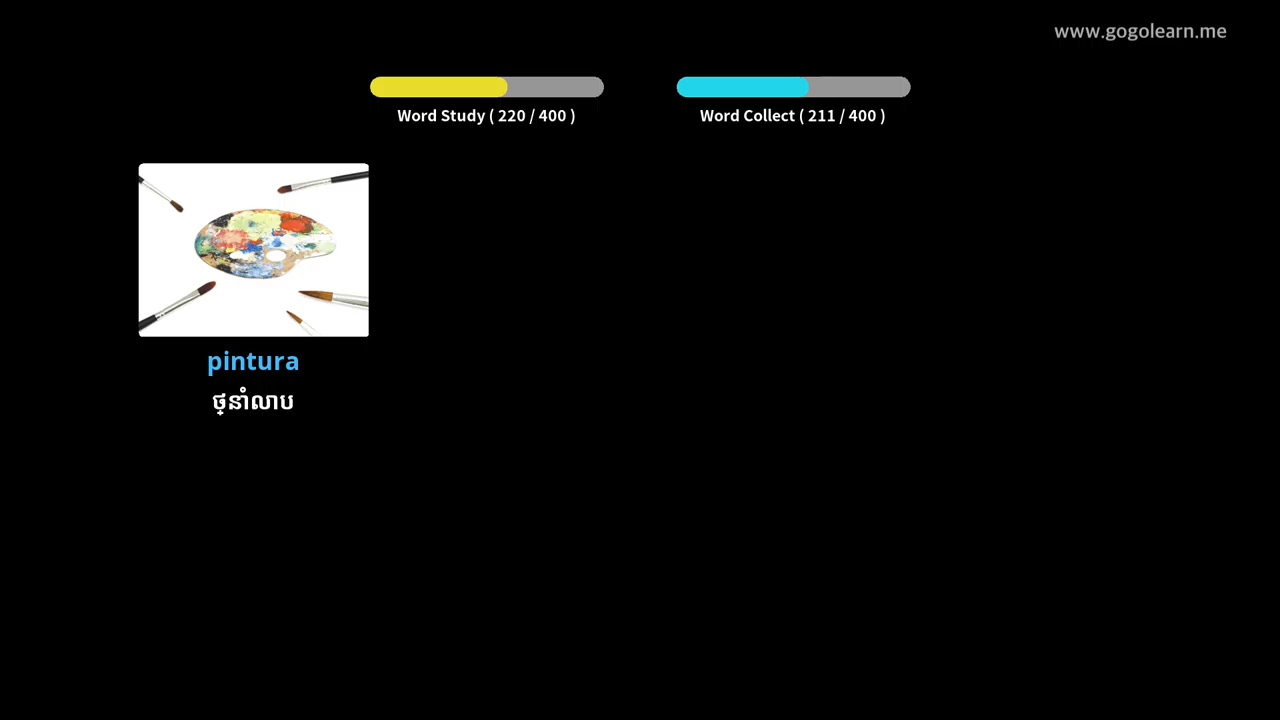 www.gogolearn.me
Word Study ( 220 / 400 )
Word Collect ( 211 / 400 )
pintura
ថ្នាំលាប